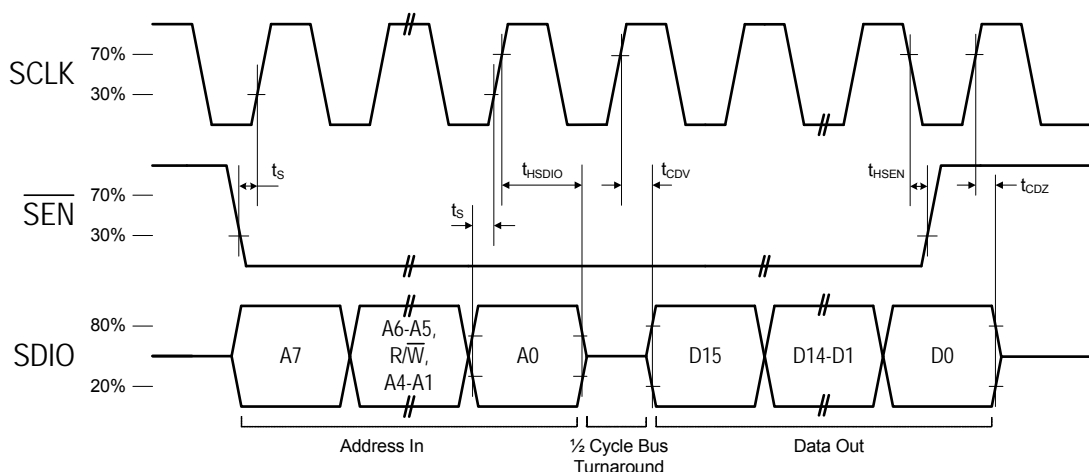 SCLK
70%
30%
SEN
70%
30%
tS
tS
tHSDIO
tCDV
tHSEN
tCDZ
SDIO
80%
20%
A7
A6-A5,
R/W,
A4-A1
A0
D15
D14-D1
D0
Address In
½ Cycle Bus
Turnaround
Data Out